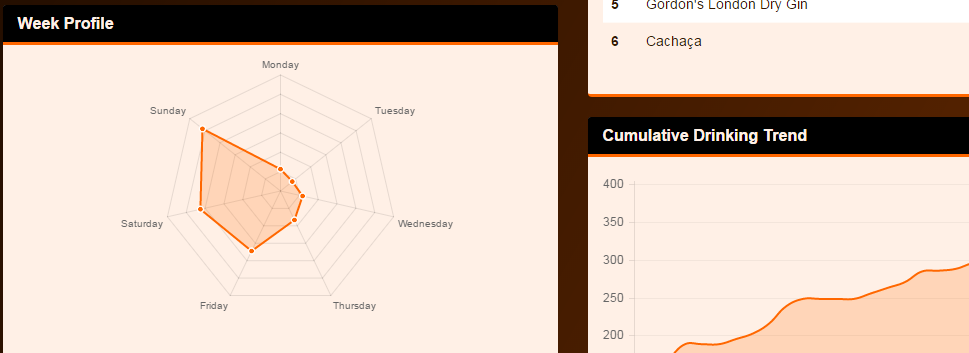 Week Profile
Monday
Tuesday
Wednesday
Thursday
Friday
Saturday
Sunday
5 Gordon's London Dry Gin
6 Cachaça
Cumulative Drinking Trend
400
350
300
250
200